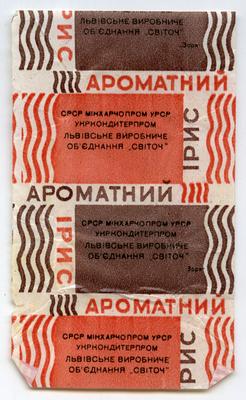 ЛЬВІВСЬКЕ ВИРОБНИЧЕ
ОБ'ЄДНАННЯ „СВІТОЧ"
ІРИС
АРОМАТНИЙ
СРСР МІНХАРЧОПРОМ УРСР
УКРКОНДИТЕРПРОМ
ЛЬВІВСЬКЕ ВИРОБНИЧЕ
ОБ'ЄДНАННЯ „СВІТОЧ"
ІРИС
АРОМАТНИЙ
ІРИС
СРСР МІНХАРЧОПРОМ УРСР
УКРКОНДИТЕРПРОМ
ЛЬВІВСЬКЕ ВИРОБНИЧЕ
ОБ'ЄДНАННЯ „СВІТОЧ"
АРОМАТНИЙ
СРСР МІНХАРЧОПРОМ УРСР
УКРКОНДИТЕРПРОМ
ЛЬВІВСЬКЕ ВИРОБНИЧЕ
ОБ'ЄДНАННЯ „СВІТОЧ"
РИС